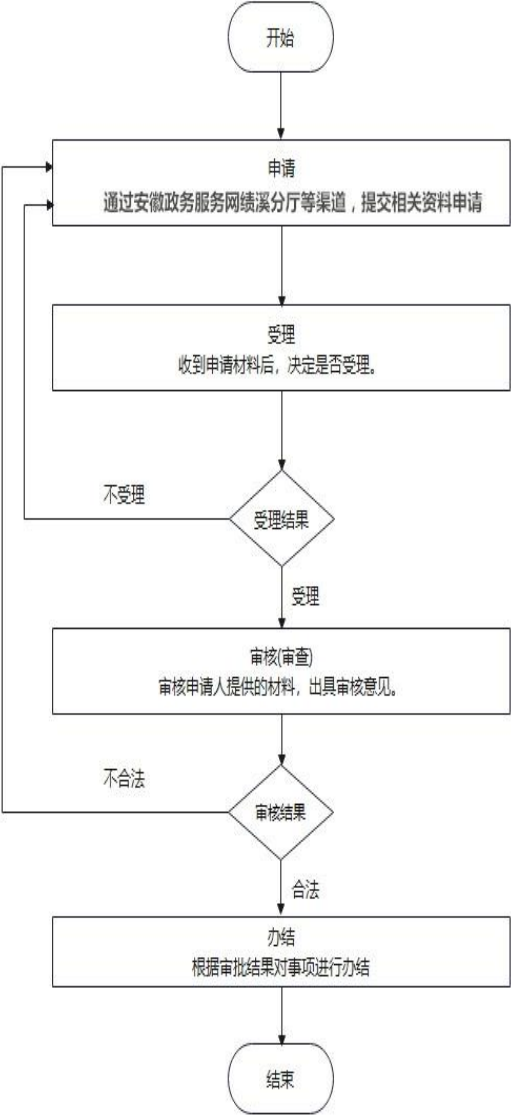 开始
申请
通过安徽政务服务网绩溪分厅等渠道，提交相关资料申请
受理
收到申请材料后，决定是否受理。
不受理
受理结果
受理
审核(审查)
审核申请人提供的材料，出具审核意见。
不合法
审核结果
合法
办结
根据审批结果对事项进行办结
结束